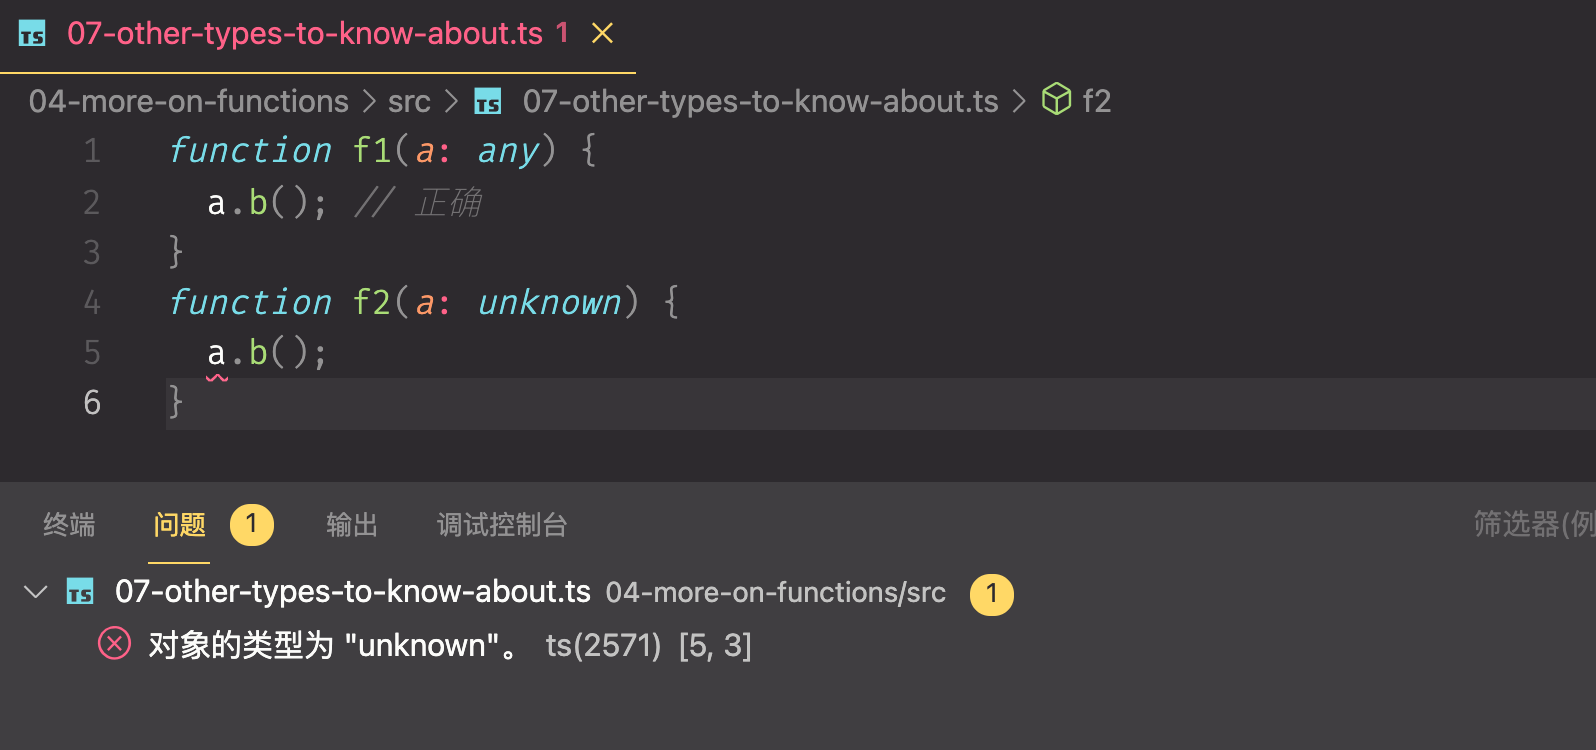 TS 07-other-types-to-know-about.ts 1
04-more-on-functions > src > TS 07-other-types-to-know-about.ts > f2
1 function f1(a: any) {
2 a.b(); // 正确
3 }
4 function f2(a: unknown) {
5 a.b();
6 }
终端 问题 1 输出 调试控制台 筛选器(例
TS 07-other-types-to-know-about.ts 04-more-on-functions/src 1
对象的类型为 "unknown"。 ts(2571) [5, 3]